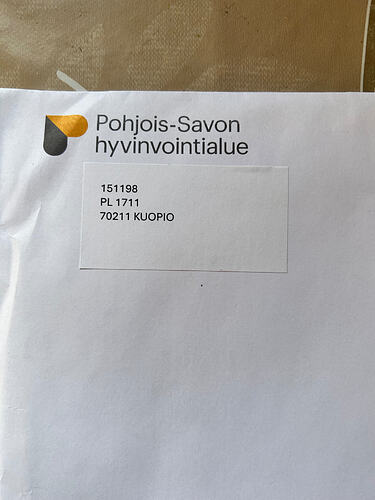 Pohjois-Savon
hyvinvointialue
151198
PL 1711
70211 KUOPIO